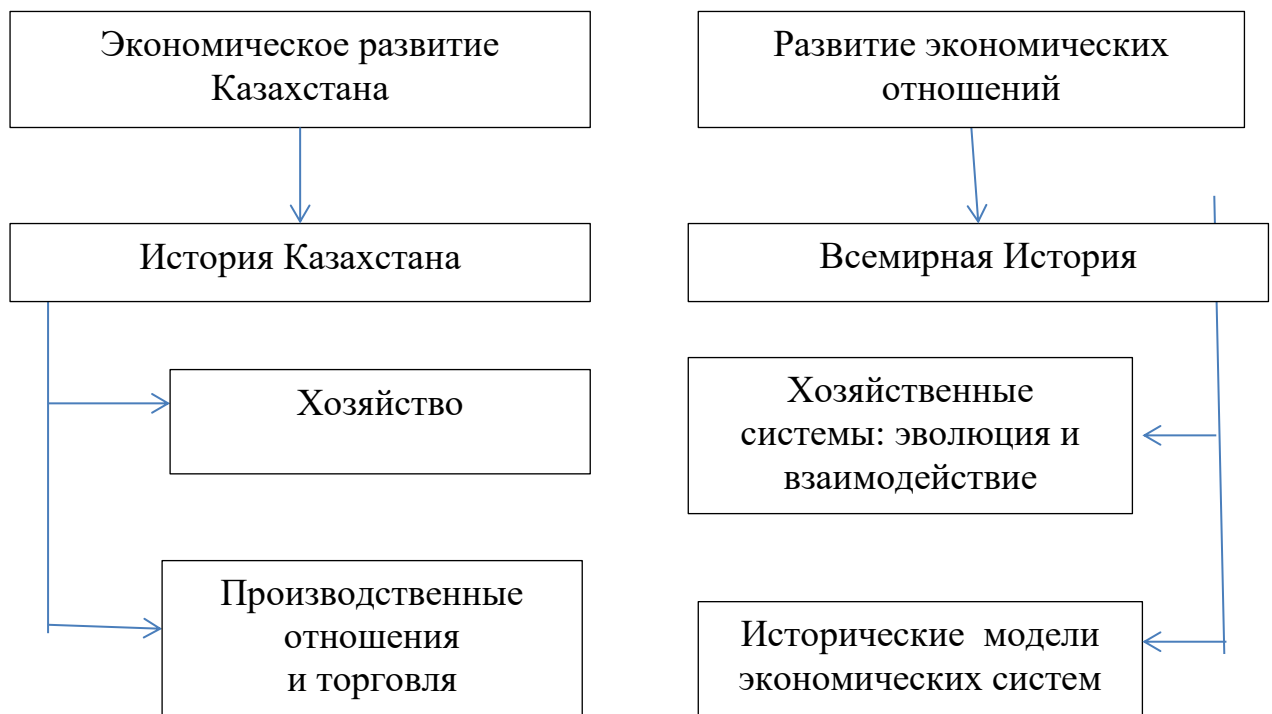 Экономическое развитие
Казахстана
Развитие экономических
отношений
История Казахстана
Всемирная История
Хозяйство
Хозяйственные
системы: эволюция и
взаимодействие
Производственные
отношения
и торговля
Исторические модели
экономических систем